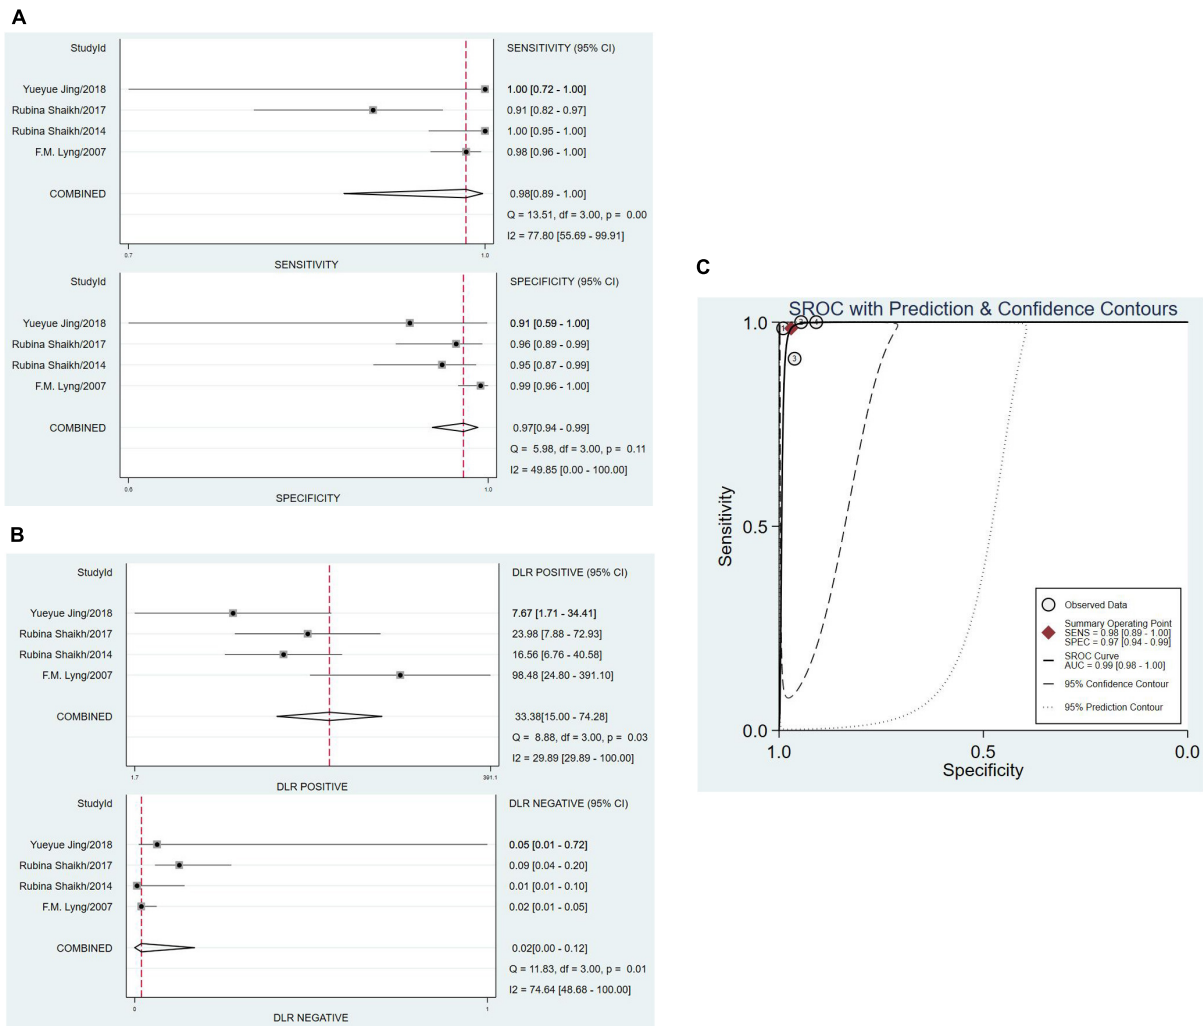 A
StudyId SENSITIVITY (95% CI)
Yueyue Jing/2018 1.00 [0.72 - 1.00]
Rubina Shaikh/2017 0.91 [0.82 - 0.97]
Rubina Shaikh/2014 1.00 [0.95 - 1.00]
F.M. Lyng/2007 0.98 [0.96 - 1.00]
COMBINED 0.98[0.89 - 1.00]
Q = 13.51, df = 3.00, p = 0.00
I2 = 77.80 [55.69 - 99.91]
0.7 1.0
SENSITIVITY
StudyId SPECIFICITY (95% CI)
Yueyue Jing/2018 0.91 [0.59 - 1.00]
Rubina Shaikh/2017 0.96 [0.89 - 0.99]
Rubina Shaikh/2014 0.95 [0.87 - 0.99]
F.M. Lyng/2007 0.99 [0.96 - 1.00]
COMBINED 0.97[0.94 - 0.99]
Q = 5.98, df = 3.00, p = 0.11
I2 = 49.85 [0.00 - 100.00]
0.6 1.0
SPECIFICITY
B
StudyId DLR POSITIVE (95% CI)
Yueyue Jing/2018 7.67 [1.71 - 34.41]
Rubina Shaikh/2017 23.98 [7.88 - 72.93]
Rubina Shaikh/2014 16.56 [6.76 - 40.58]
F.M. Lyng/2007 98.48 [24.80 - 391.10]
COMBINED 33.38[15.00 - 74.28]
Q = 8.88, df = 3.00, p = 0.03
I2 = 29.89 [29.89 - 100.00]
1.7 391.1
DLR POSITIVE
StudyId DLR NEGATIVE (95% CI)
Yueyue Jing/2018 0.05 [0.01 - 0.72]
Rubina Shaikh/2017 0.09 [0.04 - 0.20]
Rubina Shaikh/2014 0.01 [0.01 - 0.10]
F.M. Lyng/2007 0.02 [0.01 - 0.05]
COMBINED 0.02[0.00 - 0.12]
Q = 11.83, df = 3.00, p = 0.01
I2 = 74.64 [48.68 - 100.00]
0 1
DLR NEGATIVE
C
SROC with Prediction & Confidence Contours
1.0
1
3
0.5
Sensitivity
0.0
1.0 0.5 0.0
Specificity
Observed Data
Summary Operating Point
SENS = 0.98 [0.89 - 1.00]
SPEC = 0.97 [0.94 - 0.99]
SROC Curve
AUC = 0.99 [0.98 - 1.00]
95% Confidence Contour
95% Prediction Contour